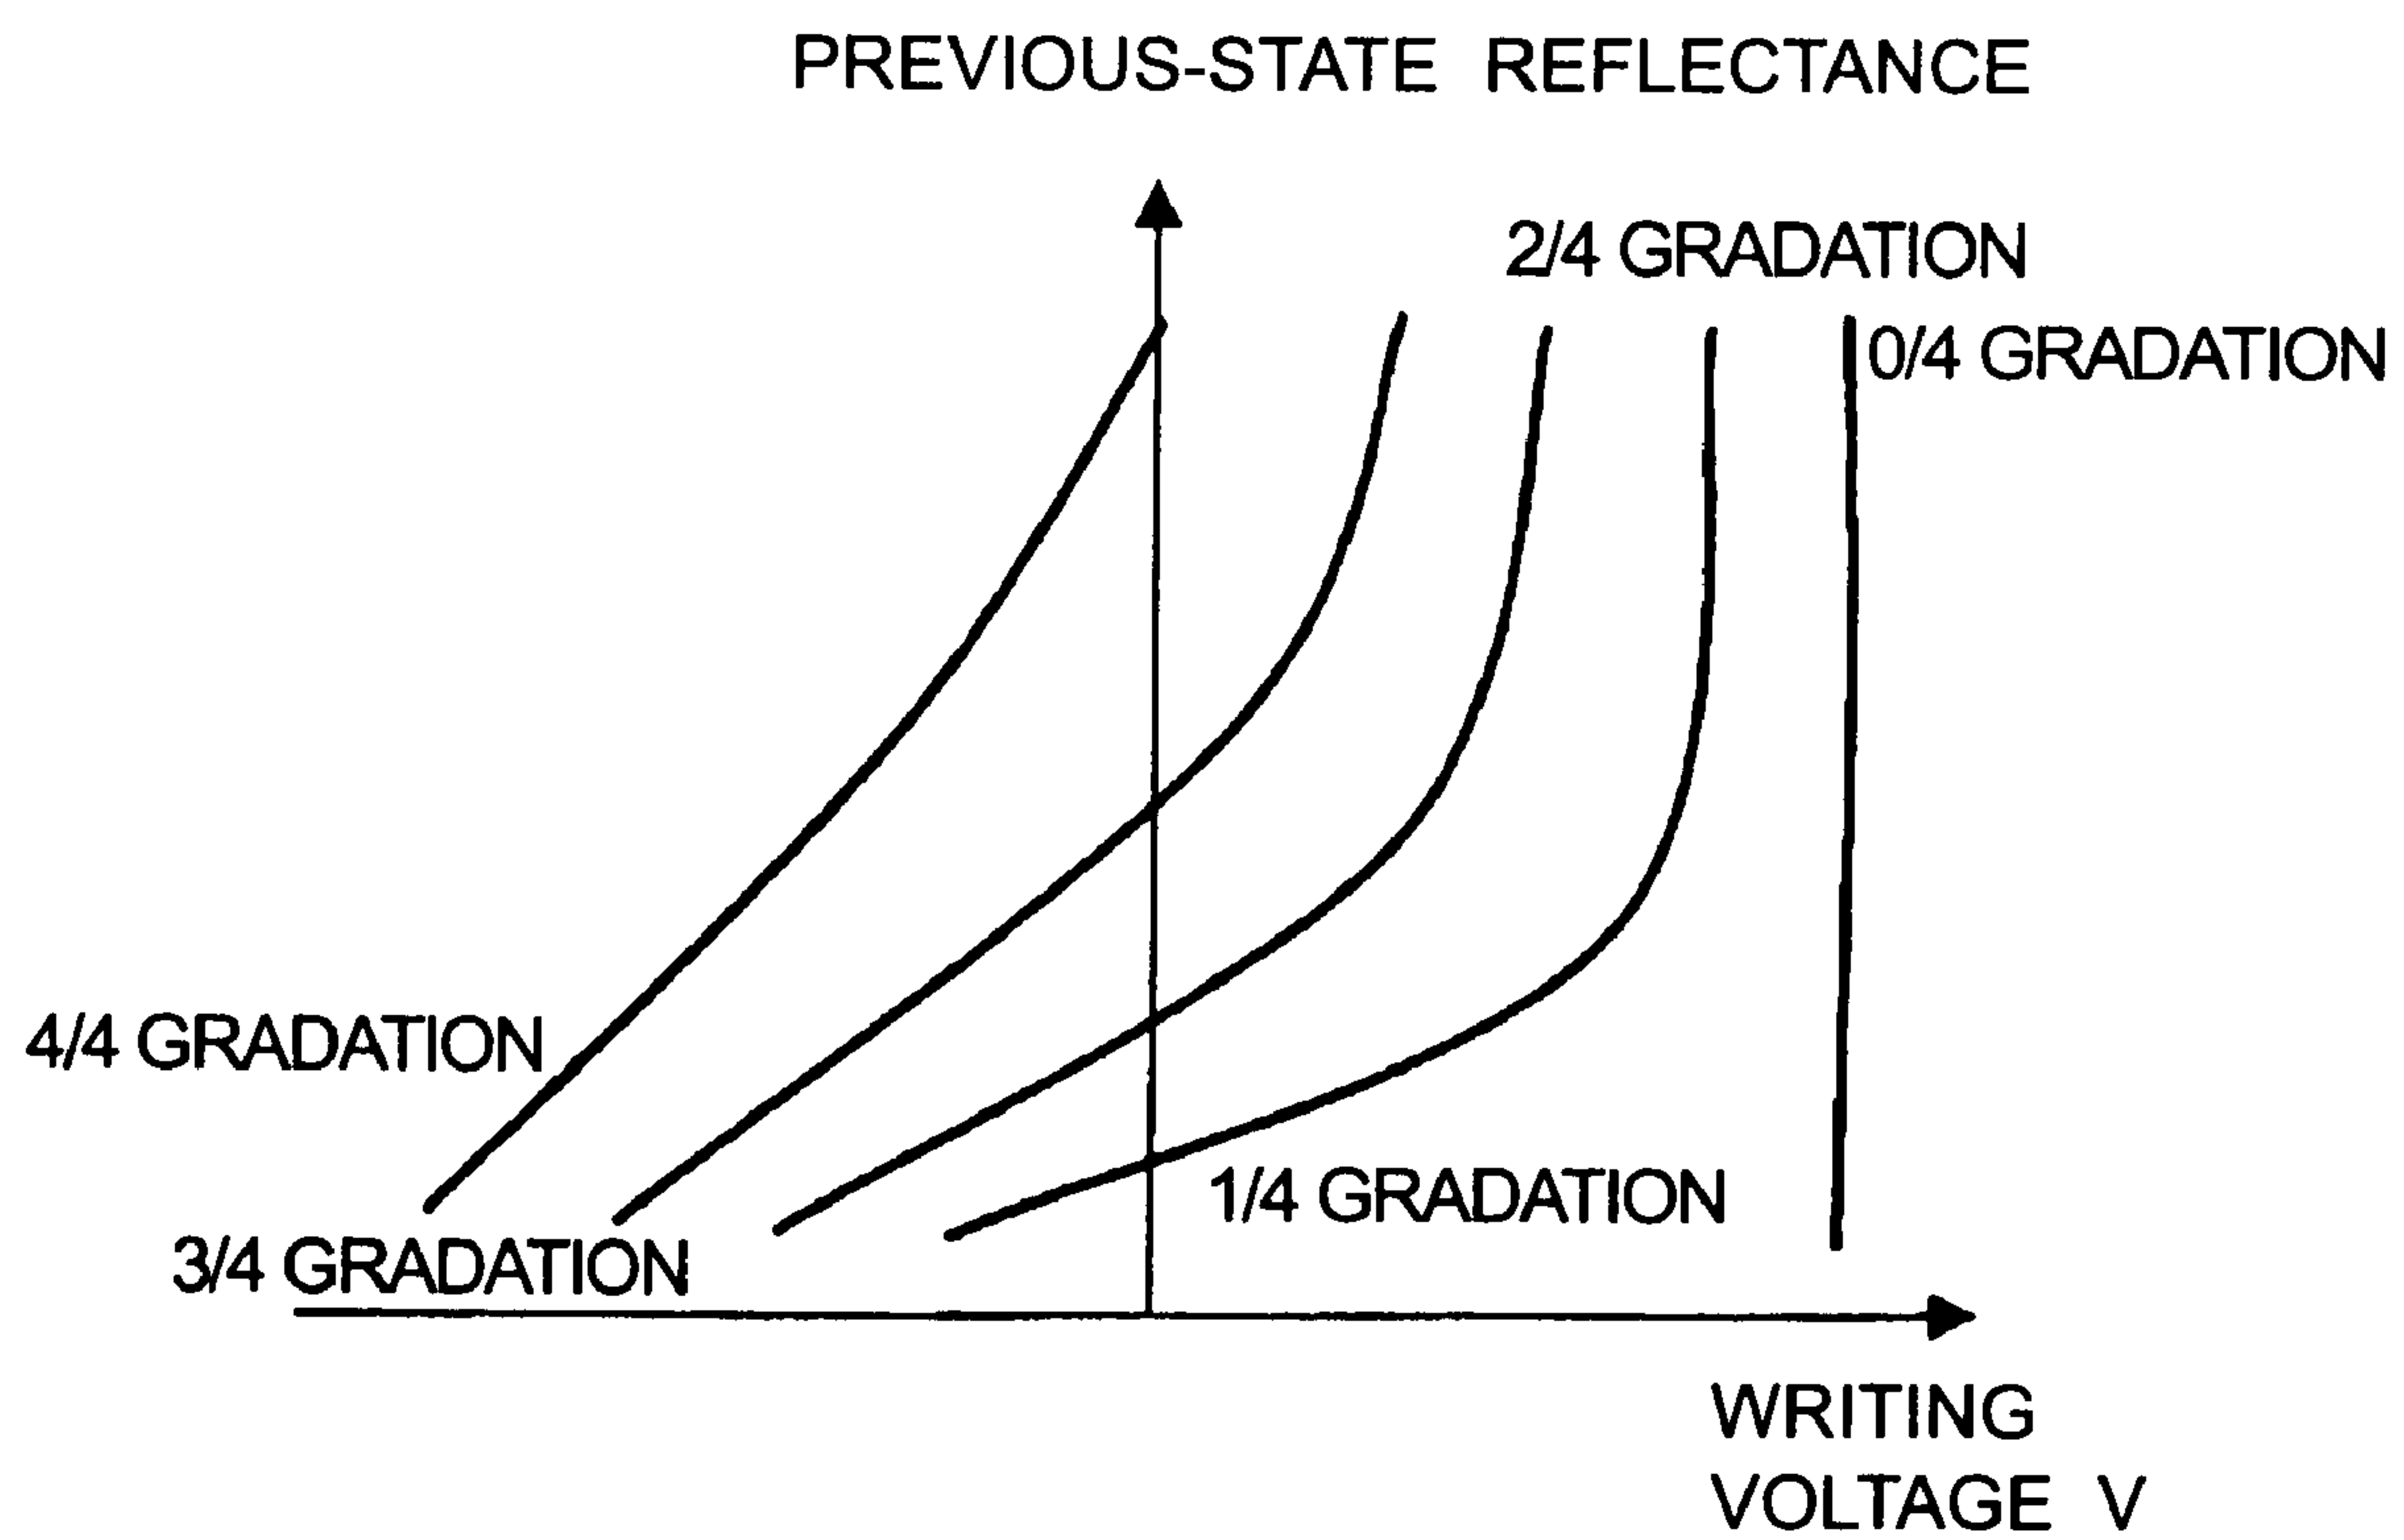 PREVIOUS-STATE REFLECTANCE
2/4 GRADATION
0/4 GRADATION
4/4 GRADATION
1/4 GRADATION
3/4 GRADATION
WRITING
VOLTAGE V